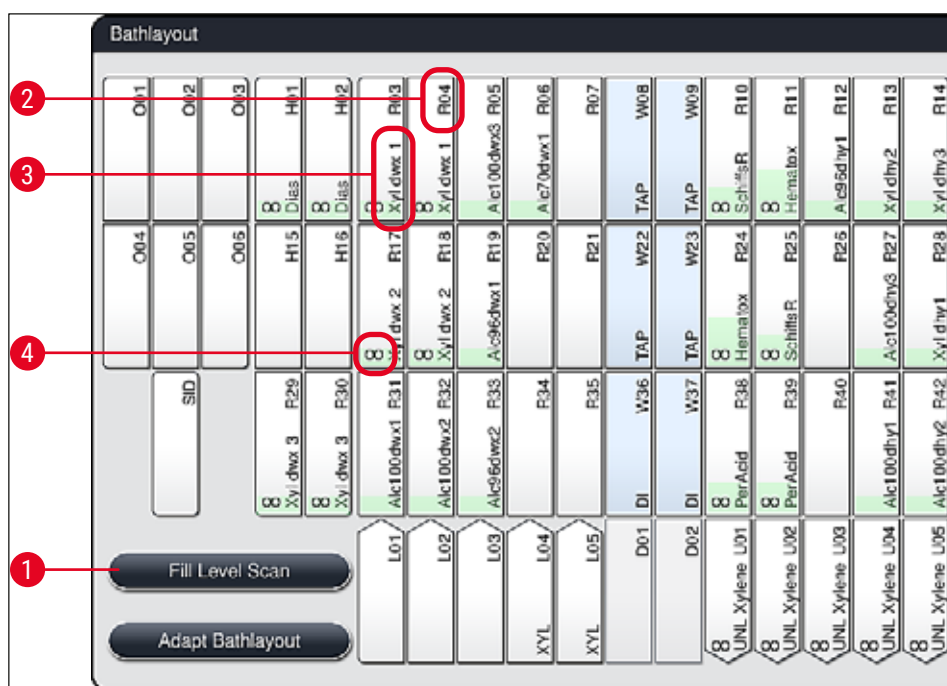 Bathlayout
2
3
4
1
O01
O02
O03
H01
Dias
H02
Dias
R03
Xyl dwx 1
R04
Xyl dwx 1
R05
Alc100dwx3
R06
Alc70dwx1
R07
W08
TAP
W09
TAP
R10
SchiffsR
R11
Hematox
R12
Alc96dhy1
R13
Xyl dhy2
R14
Xyl dhy3
O04
O05
O06
H15
H16
R17
Xyl dwx 2
R18
Xyl dwx 2
R19
Alc96dwx1
R20
R21
W22
TAP
W23
TAP
R24
Hematox
R25
SchiffsR
R26
R27
Alc100dhy3
R28
Xyl dhy1
SID
R29
Xyl dwx 3
R30
Xyl dwx 3
R31
Alc100dwx1
R32
Alc100dwx2
R33
Alc96dwx2
R34
R35
W36
DI
W37
DI
R38
PerAcid
R39
PerAcid
R40
R41
Alc100dhy1
R42
Alc100dhy2
Fill Level Scan
Adapt Bathlayout
L01
L02
L03
L04
XYL
L05
XYL
D01
D02
U01
UNL Xylene
U02
UNL Xylene
U03
UNL Xylene
U04
UNL Xylene
U05
UNL Xylene